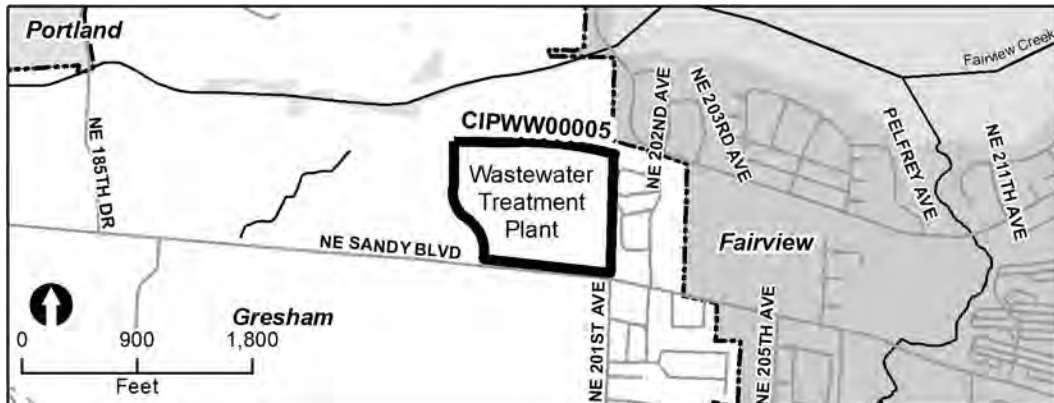 Portland
Fairview Creek
CIPWW00005
NE 202ND AVE
NE 203RD AVE
PELFREY AVE
NE 211TH AVE
NE 185TH DR
Wastewater
Treatment
Plant
NE SANDY BLVD
Fairview
Gresham
NE 201ST AVE
NE 205TH AVE
0 900 1,800
Feet